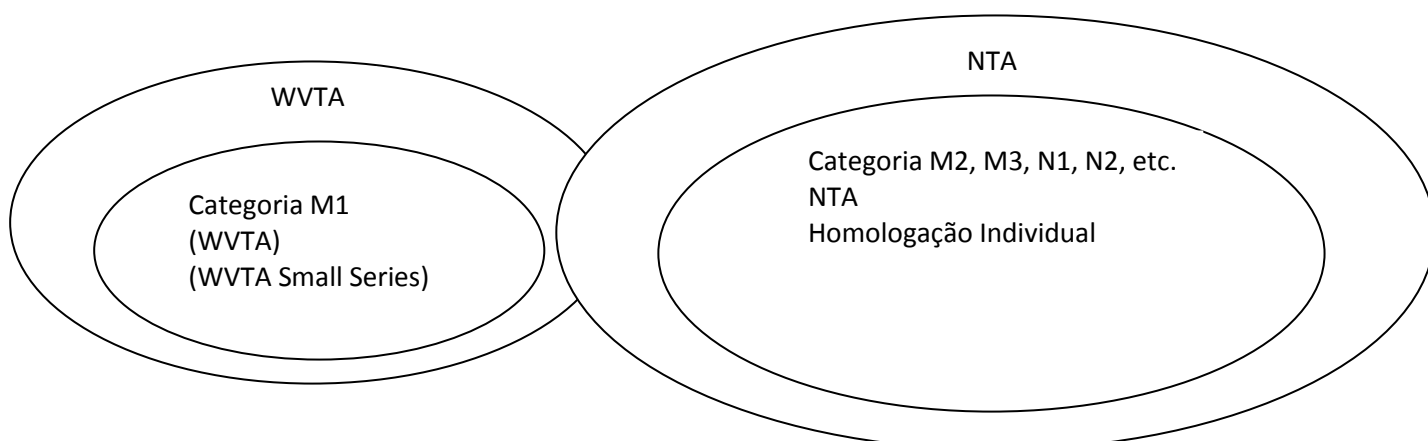 WVTA
Categoria M1
(WVTA)
(WVTA Small Series)
NTA
Categoria M2, M3, N1, N2, etc.
NTA
Homologação Individual